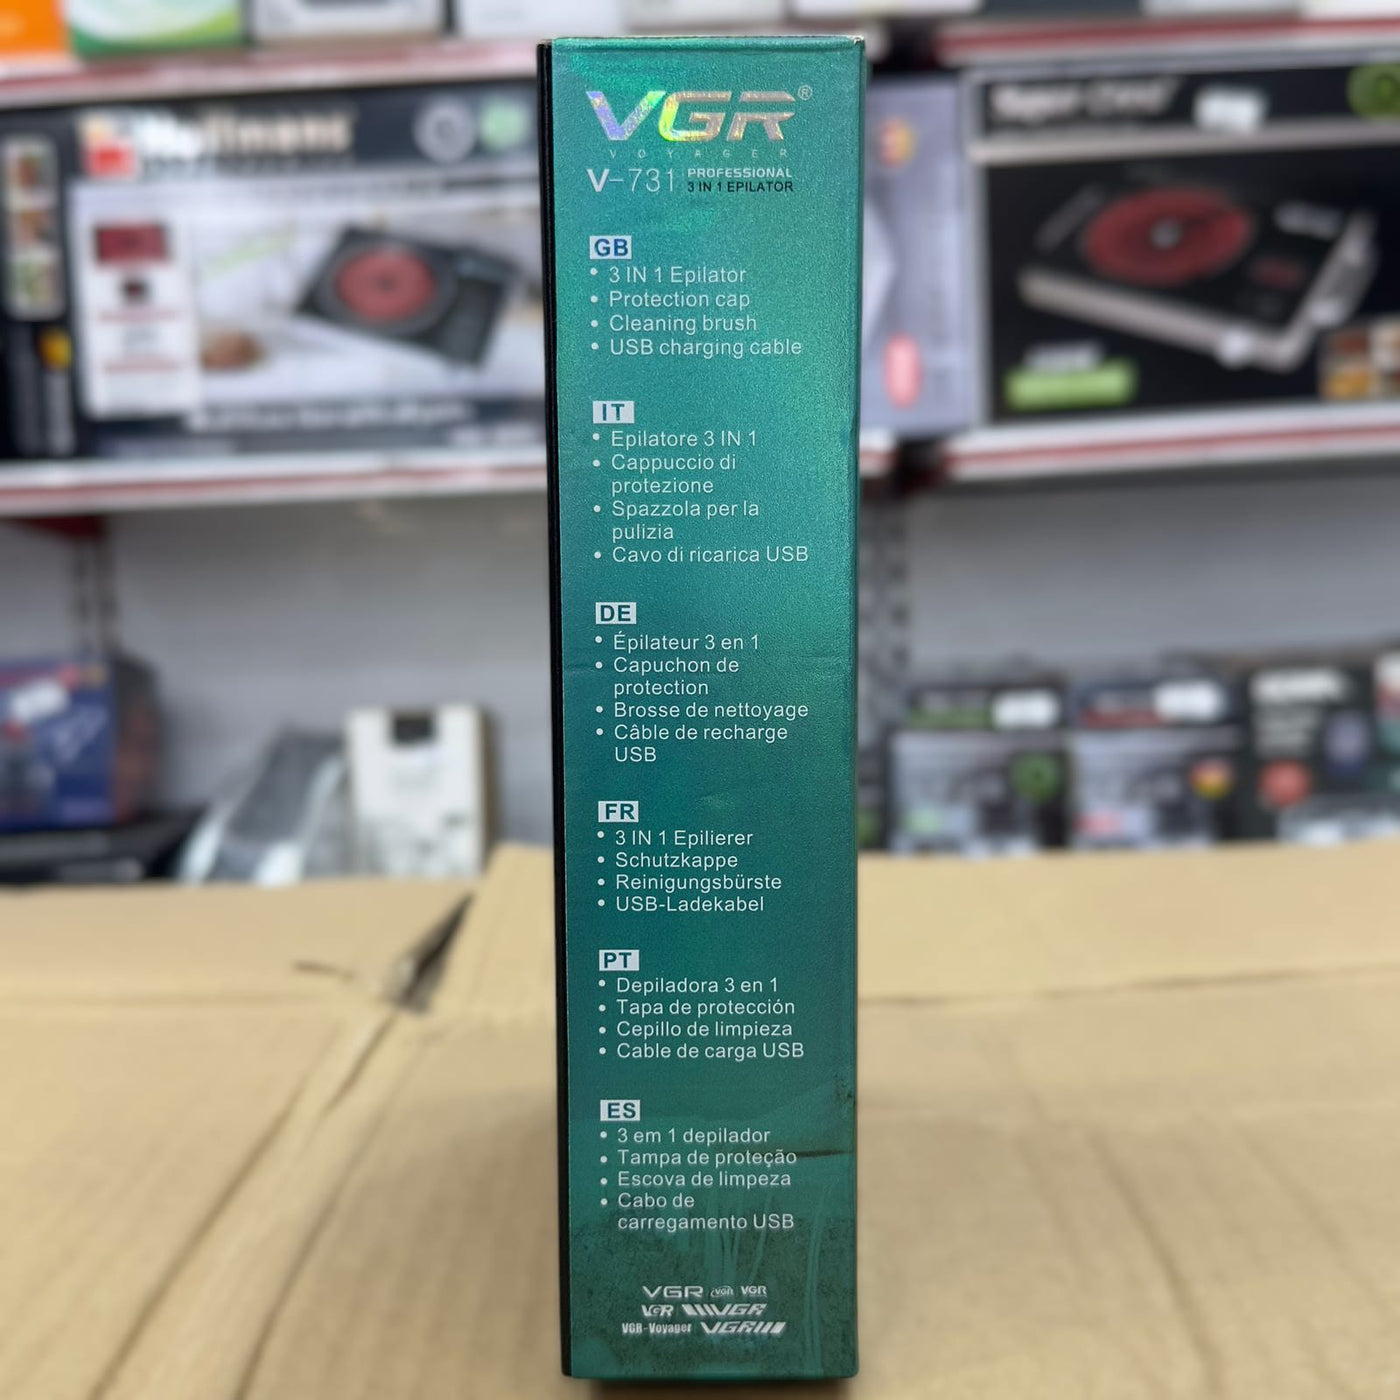 VGR®
VOYAGER
V-731 PROFESSIONAL
3 IN 1 EPILATOR
GB
• 3 IN 1 Epilator
• Protection cap
• Cleaning brush
• USB charging cable
IT
• Epilatore 3 IN 1
• Cappuccio di
protezione
• Spazzola per la
pulizia
• Cavo di ricarica USB
DE
• Épilateur 3 en 1
• Capuchon de
protection
• Brosse de nettoyage
• Câble de recharge
USB
FR
• 3 IN 1 Epilierer
• Schutzkappe
• Reinigungsbürste
• USB-Ladekabel
PT
• Depiladora 3 en 1
• Tapa de protección
• Cepillo de limpieza
• Cable de carga USB
ES
• 3 em 1 depilador
• Tampa de proteção
• Escova de limpeza
• Cabo de
carregamento USB
VGR VGR VGR
VGR VGR
VGR-Voyager VGR